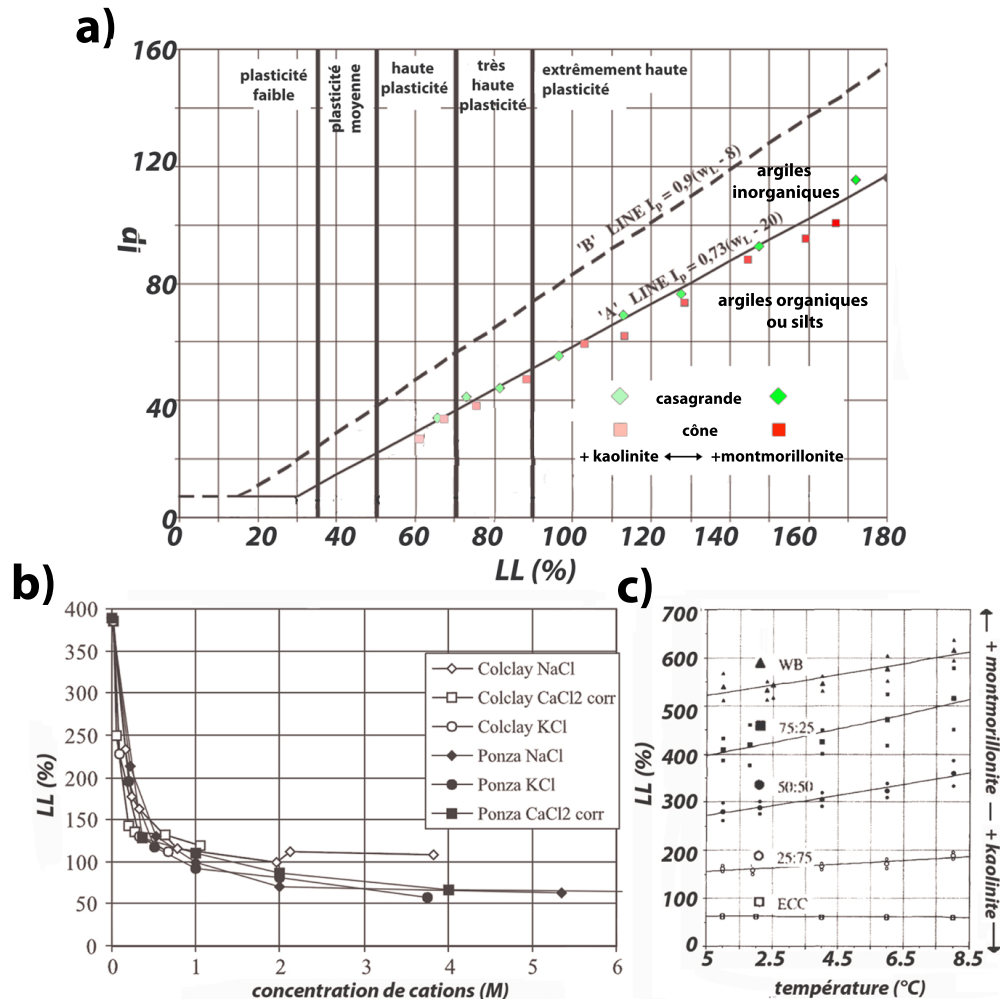 a)
160
120
80
40
0
Ip
plasticité
faible
plasticité
moyenne
haute
plasticité
très
haute
plasticité
extrêmement haute
plasticité
'B' LINE Ip = 0,9(wL - 8)
argiles
inorganiques
'A' LINE Ip = 0,73(wL - 20)
argiles organiques
ou silts
casagrande
cône
+ kaolinite
+montmorillonite
0 20 40 60 80 100 120 140 160 180
LL (%)
b)
400
350
300
250
200
150
100
50
0
LL (%)
Colclay NaCl
Colclay CaCl2 corr
Colclay KCl
Ponza NaCl
Ponza KCl
Ponza CaCl2 corr
0 1 2 3 4 5 6
concentration de cations (M)
c)
700
600
500
400
300
200
100
0
LL (%)
WB
75:25
50:50
25:75
ECC
5 2.5 4.5 6.5 8.5
température (°C)
+ montmorillonite
+ kaolinite